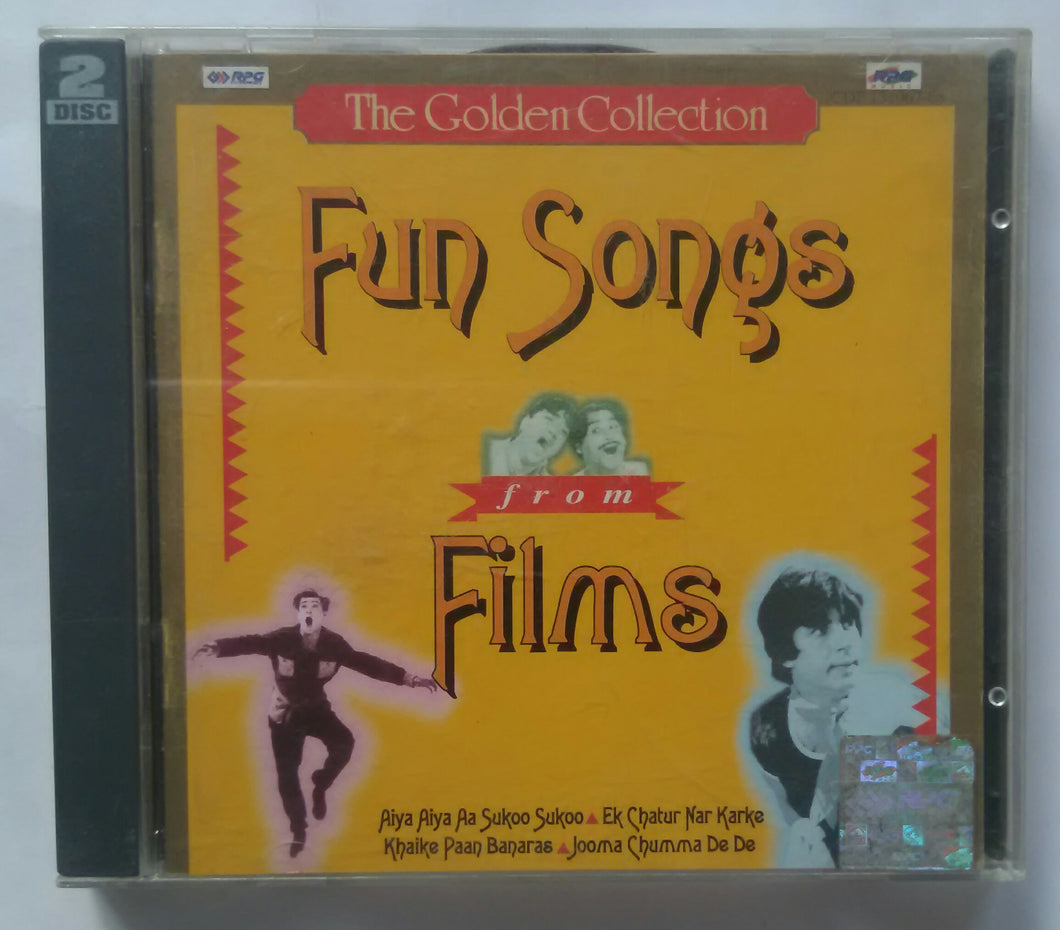 2
DISC
RPG
The Golden Collection
Fun Songs
from
Films
Aiya Aiya Aa Sukoo Sukoo ▲ Ek Chatur Nar Karke
Khaike Paan Banaras ▲ Jooma Chumma De De